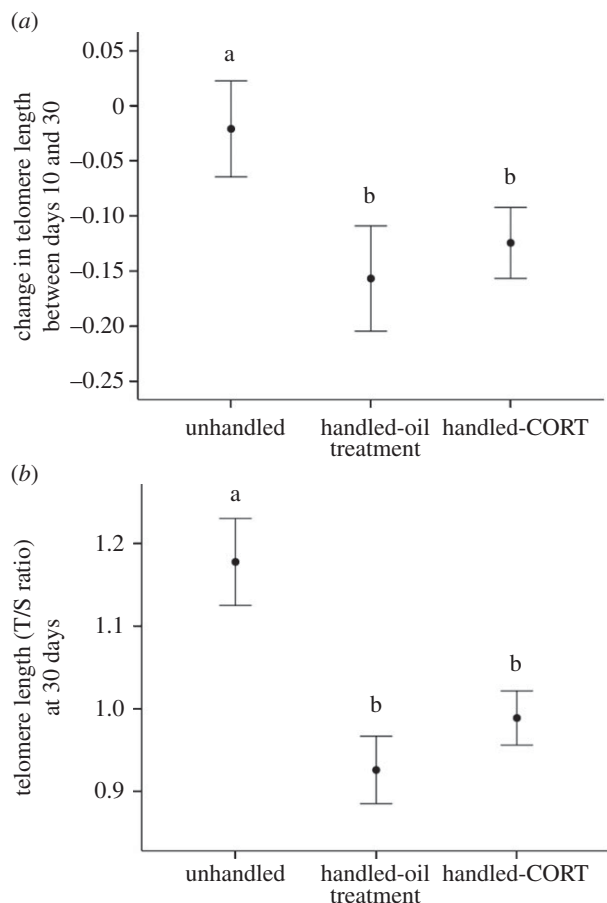 (a)
change in telomere length
between days 10 and 30
0.05
0
–0.05
–0.10
–0.15
–0.20
–0.25
a
b
b
unhandled
handled-oil
treatment
handled-CORT
(b)
telomere length (T/S ratio)
at 30 days
1.2
1.1
1.0
0.9
a
b
b
unhandled
handled-oil
treatment
handled-CORT